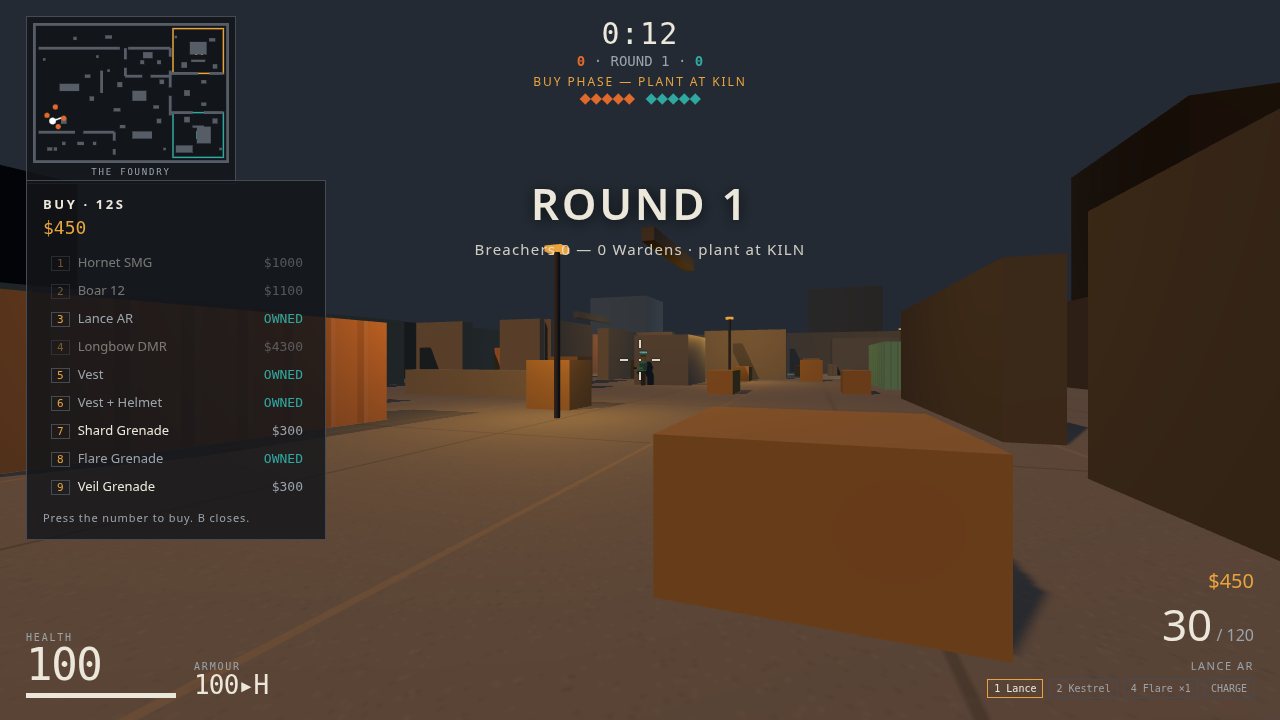 0:12
0 · ROUND 1 · 0
BUY PHASE — PLANT AT KILN
THE FOUNDRY
ROUND 1
Breachers 0 — 0 Wardens · plant at KILN
BUY · 12S
$450
1 Hornet SMG $1000
2 Boar 12 $1100
3 Lance AR OWNED
4 Longbow DMR $4300
5 Vest OWNED
6 Vest + Helmet OWNED
7 Shard Grenade $300
8 Flare Grenade OWNED
9 Veil Grenade $300
Press the number to buy. B closes.
HEALTH
100
ARMOUR
100▸H
$450
30 / 120
LANCE AR
1 Lance 2 Kestrel 4 Flare ×1 CHARGE